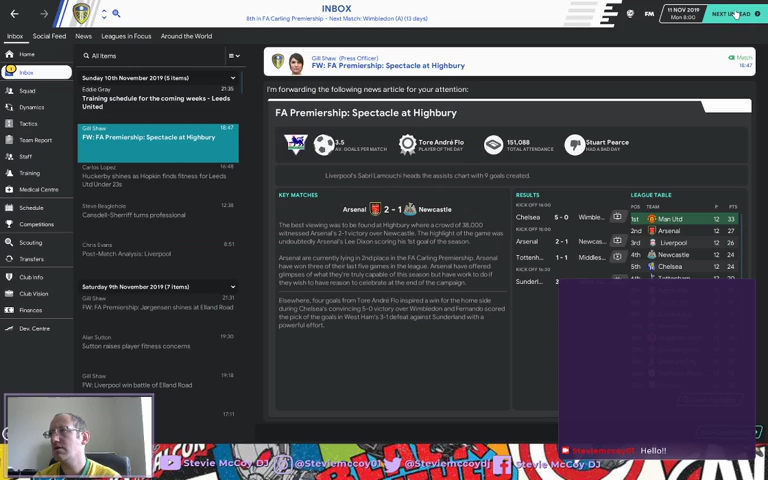 INBOX
8th in FA Carling Premiership - Next Match: Wimbledon (A) (13 days)
FM
11 NOV 2019
Mon 8:00
Inbox Social Feed News Leagues in Focus Around the World
Home
Inbox
Squad
Dynamics
Tactics
Team Report
Staff
Training
Medical Centre
Schedule
Competitions
Scouting
Transfers
Club Info
Club Vision
Finances
Dev. Centre
All Items
Sunday 10th November 2019 (5 items)
Eddie Gray 21:35
Training schedule for the coming weeks - Leeds
United
Gill Shaw 18:47
FW: FA Premiership: Spectacle at Highbury
Carlos Lopez 16:48
Huckerby shines as Hopkin finds fitness for
Leeds Utd Under 23s
Steve Bragehole 12:38
Cansdell-Sherriff turns professional
Chris Evans 8:51
Post-Match Analysis: Liverpool
Saturday 9th November 2019 (7 items)
Gill Shaw 21:31
FW: FA Premiership: Jørgensen shines at Elland Road
Alan Sutton 19:30
Sutton raises player fitness concerns
Gill Shaw 19:18
FW: Liverpool win battle of Elland Road
17:11
Gill Shaw (Press Officer)
FW: FA Premiership: Spectacle at Highbury
Match
18:47
I'm forwarding the following news article for your attention:
FA Premiership: Spectacle at Highbury
3.5
AV. GOALS PER MATCH
Tore André Flo
PLAYER OF THE DAY
151,088
TOTAL ATTENDANCE
Stuart Pearce
HAD A BAD DAY
Liverpool's Sabri Lamouchi heads the assists chart with 9 goals created.
KEY MATCHES
Arsenal 2 - 1 Newcastle
The best viewing was to be found at Highbury where a crowd of 38,000
witnessed Arsenal's 2-1 victory over Newcastle. The highlight of the game was
undoubtedly Arsenal's Lee Dixon scoring his 1st goal of the season.
Arsenal are currently lying in 2nd place in the FA Carling Premiership. Arsenal
have won three of their last five games in the league. Arsenal have offered
glimpses of what they're truly capable of this season but have work to do if
they wish to have reason to celebrate at the end of the campaign.
Elsewhere, four goals from Tore André Flo inspired a win for the home side
during Chelsea's convincing 5-0 victory over Wimbledon and Fernando scored
the pick of the goals in West Ham's 3-1 defeat against Sunderland with a
powerful effort.
RESULTS
KICK OFF 14:00
Chelsea 5 - 0 Wimble...
KICK OFF 16:00
Arsenal 2 - 1 Newcas...
Tottenh... 1 - 1 Middles...
KICK OFF 16:30
Sunderl...
LEAGUE TABLE
POS TEAM P PTS
1st Man Utd 12 33
2nd Arsenal 12 27
3rd Liverpool 12 26
4th Newcastle 12 24
5th Chelsea 12 24
Steviemccoy01 Hello!!
Stevie McCoy DJ @Steviemccoy01 @Steviemccoydj Stevie McCoy DJ